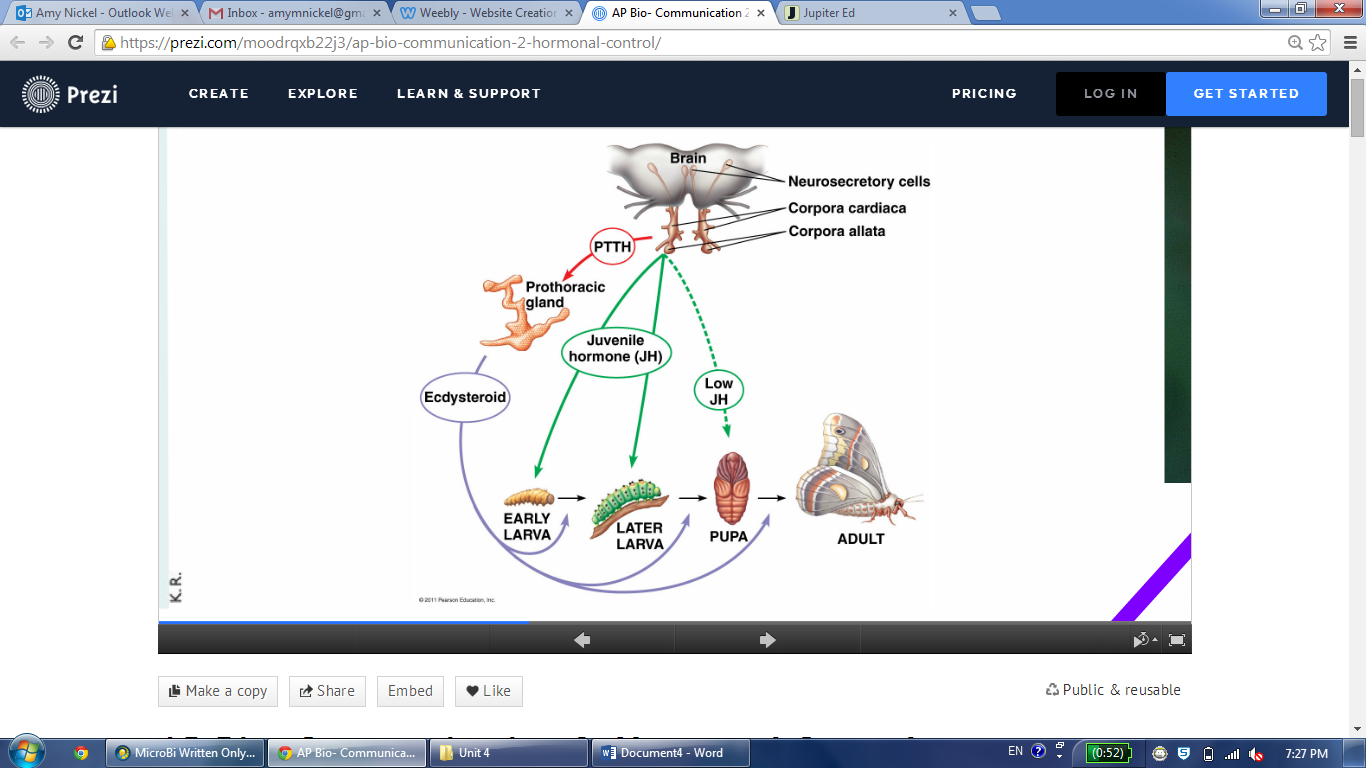 Amy Nickel - Outlook We
Inbox - amymnickel@gma
Weebly - Website Creation
AP Bio- Communication 2
Jupiter Ed
https://prezi.com/moodrqxb22j3/ap-bio-communication-2-hormonal-control/
Prezi
CREATE
EXPLORE
LEARN & SUPPORT
PRICING
LOG IN
GET STARTED
Brain
Neurosecretory cells
Corpora cardiaca
Corpora allata
PTTH
Prothoracic
gland
Juvenile
hormone (JH)
Low
JH
Ecdysteroid
EARLY
LARVA
LATER
LARVA
PUPA
ADULT
© 2011 Pearson Education, Inc.
K. R.
Make a copy
Share
Embed
Like
Public & reusable
MicroBi Written Only...
AP Bio- Communica...
Unit 4
Document4 - Word
EN
(0:52)
7:27 PM